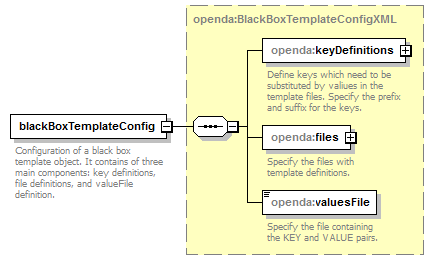 openda:BlackBoxTemplateConfigXML
openda:keyDefinitions
Define keys which need to be
substituted by values in the
template files. Specify the prefix
and suffix for the keys.
blackBoxTemplateConfig
Configuration of a black box
template object. It contains of three
main components: key definitions,
file definitions, and valueFile
definition.
openda:files
Specify the files with
template definitions.
openda:valuesFile
Specify the file containing
the KEY and VALUE pairs.